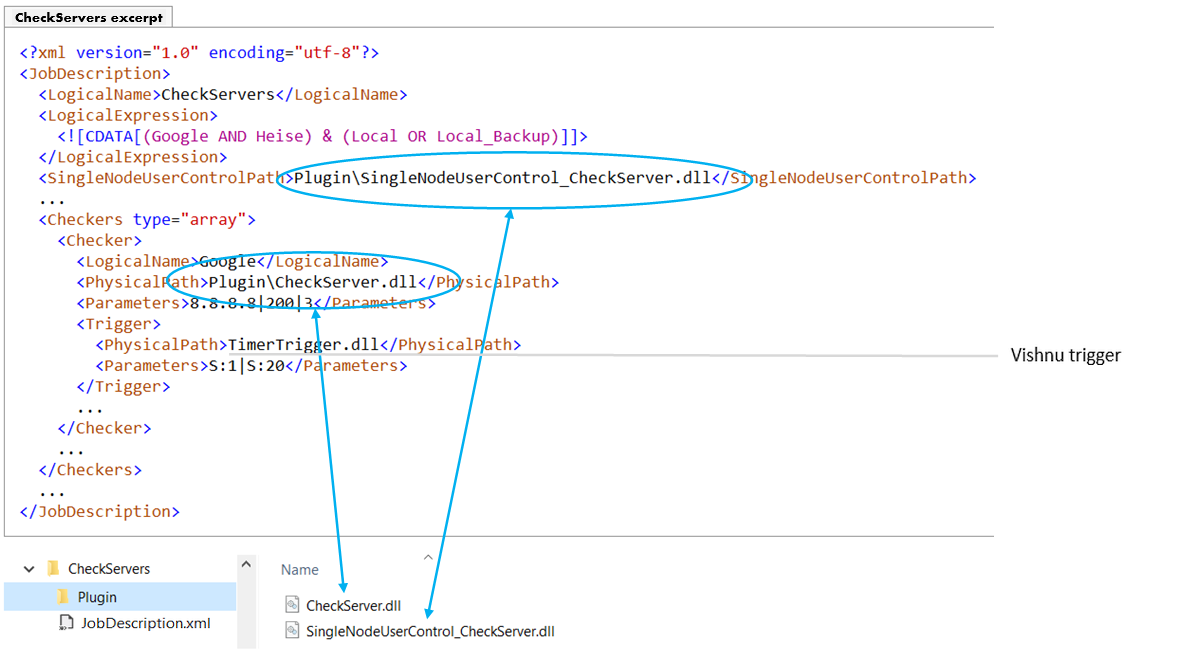 CheckServers excerpt
<?xml version="1.0" encoding="utf-8"?>
<JobDescription>
<LogicalName>CheckServers</LogicalName>
<LogicalExpression>
<![CDATA[(Google AND Heise) & (Local OR Local_Backup)]]>
</LogicalExpression>
<SingleNodeUserControlPath>Plugin\SingleNodeUserControl_CheckServer.dll</SingleNodeUserControlPath>
...
<Checkers type="array">
<Checker>
<LogicalName>Google</LogicalName>
<PhysicalPath>Plugin\CheckServer.dll</PhysicalPath>
<Parameters>8.8.8.8|200|3</Parameters>
<Trigger>
<PhysicalPath>TimerTrigger.dll</PhysicalPath>
Vishnu trigger
<Parameters>S:1|S:20</Parameters>
</Trigger>
...
</Checker>
...
</Checkers>
...
</JobDescription>
CheckServers
Plugin
JobDescription.xml
Name
CheckServer.dll
SingleNodeUserControl_CheckServer.dll